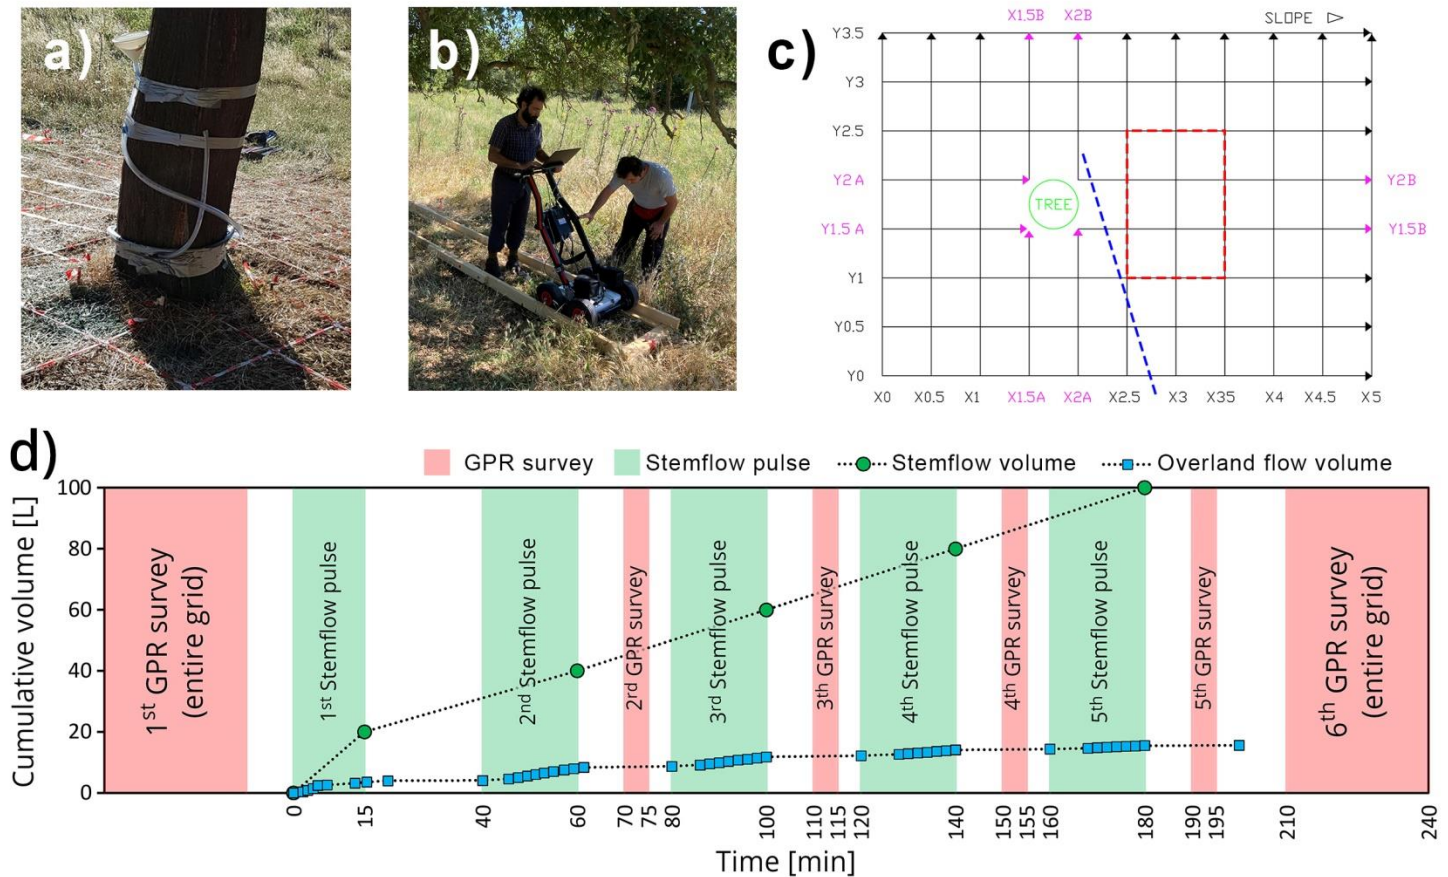 a)
b)
c)
X1.5B X2B SLOPE
Y3.5
Y3
Y2.5
Y2A Y2B
TREE
Y1.5A Y1.5B
Y1
Y0.5
Y0
X0 X0.5 X1 X1.5A X2A X2.5 X3 X35 X4 X4.5 X5
d)
GPR survey Stemflow pulse Stemflow volume Overland flow volume
Cumulative volume [L]
100
80
60
40
20
0
1st GPR survey
(entire grid)
1st Stemflow pulse
2nd Stemflow pulse
2rd GPR survey
3rd Stemflow pulse
3th GPR survey
4th Stemflow pulse
4th GPR survey
5th Stemflow pulse
5th GPR survey
6th GPR survey
(entire grid)
0 15 40 60 70 75 80 100 110 115 120 140 150 155 160 180 190 195 210 240
Time [min]